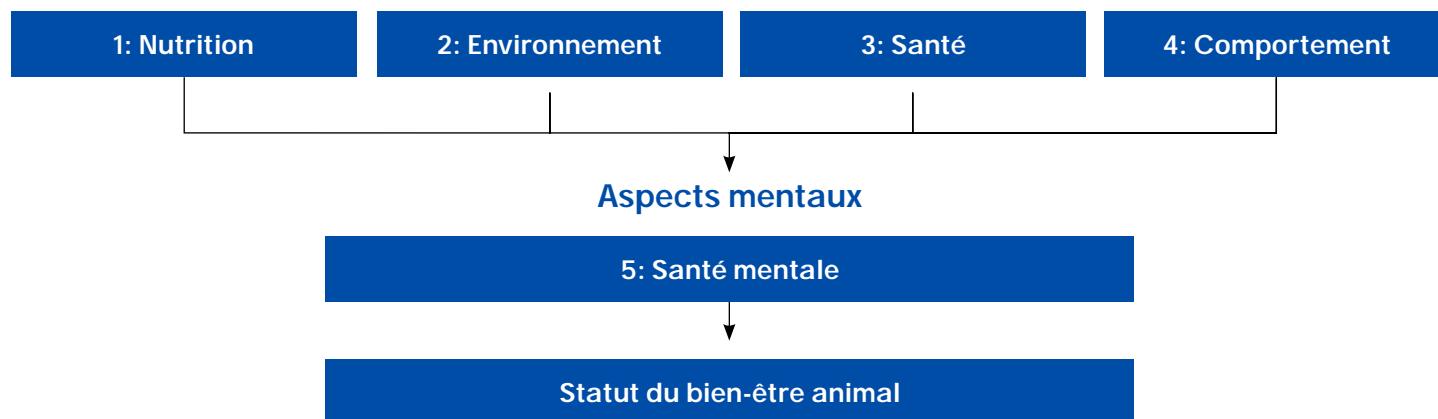 1: Nutrition
2: Environnement
3: Santé
4: Comportement
Aspects mentaux
5: Santé mentale
Statut du bien-être animal